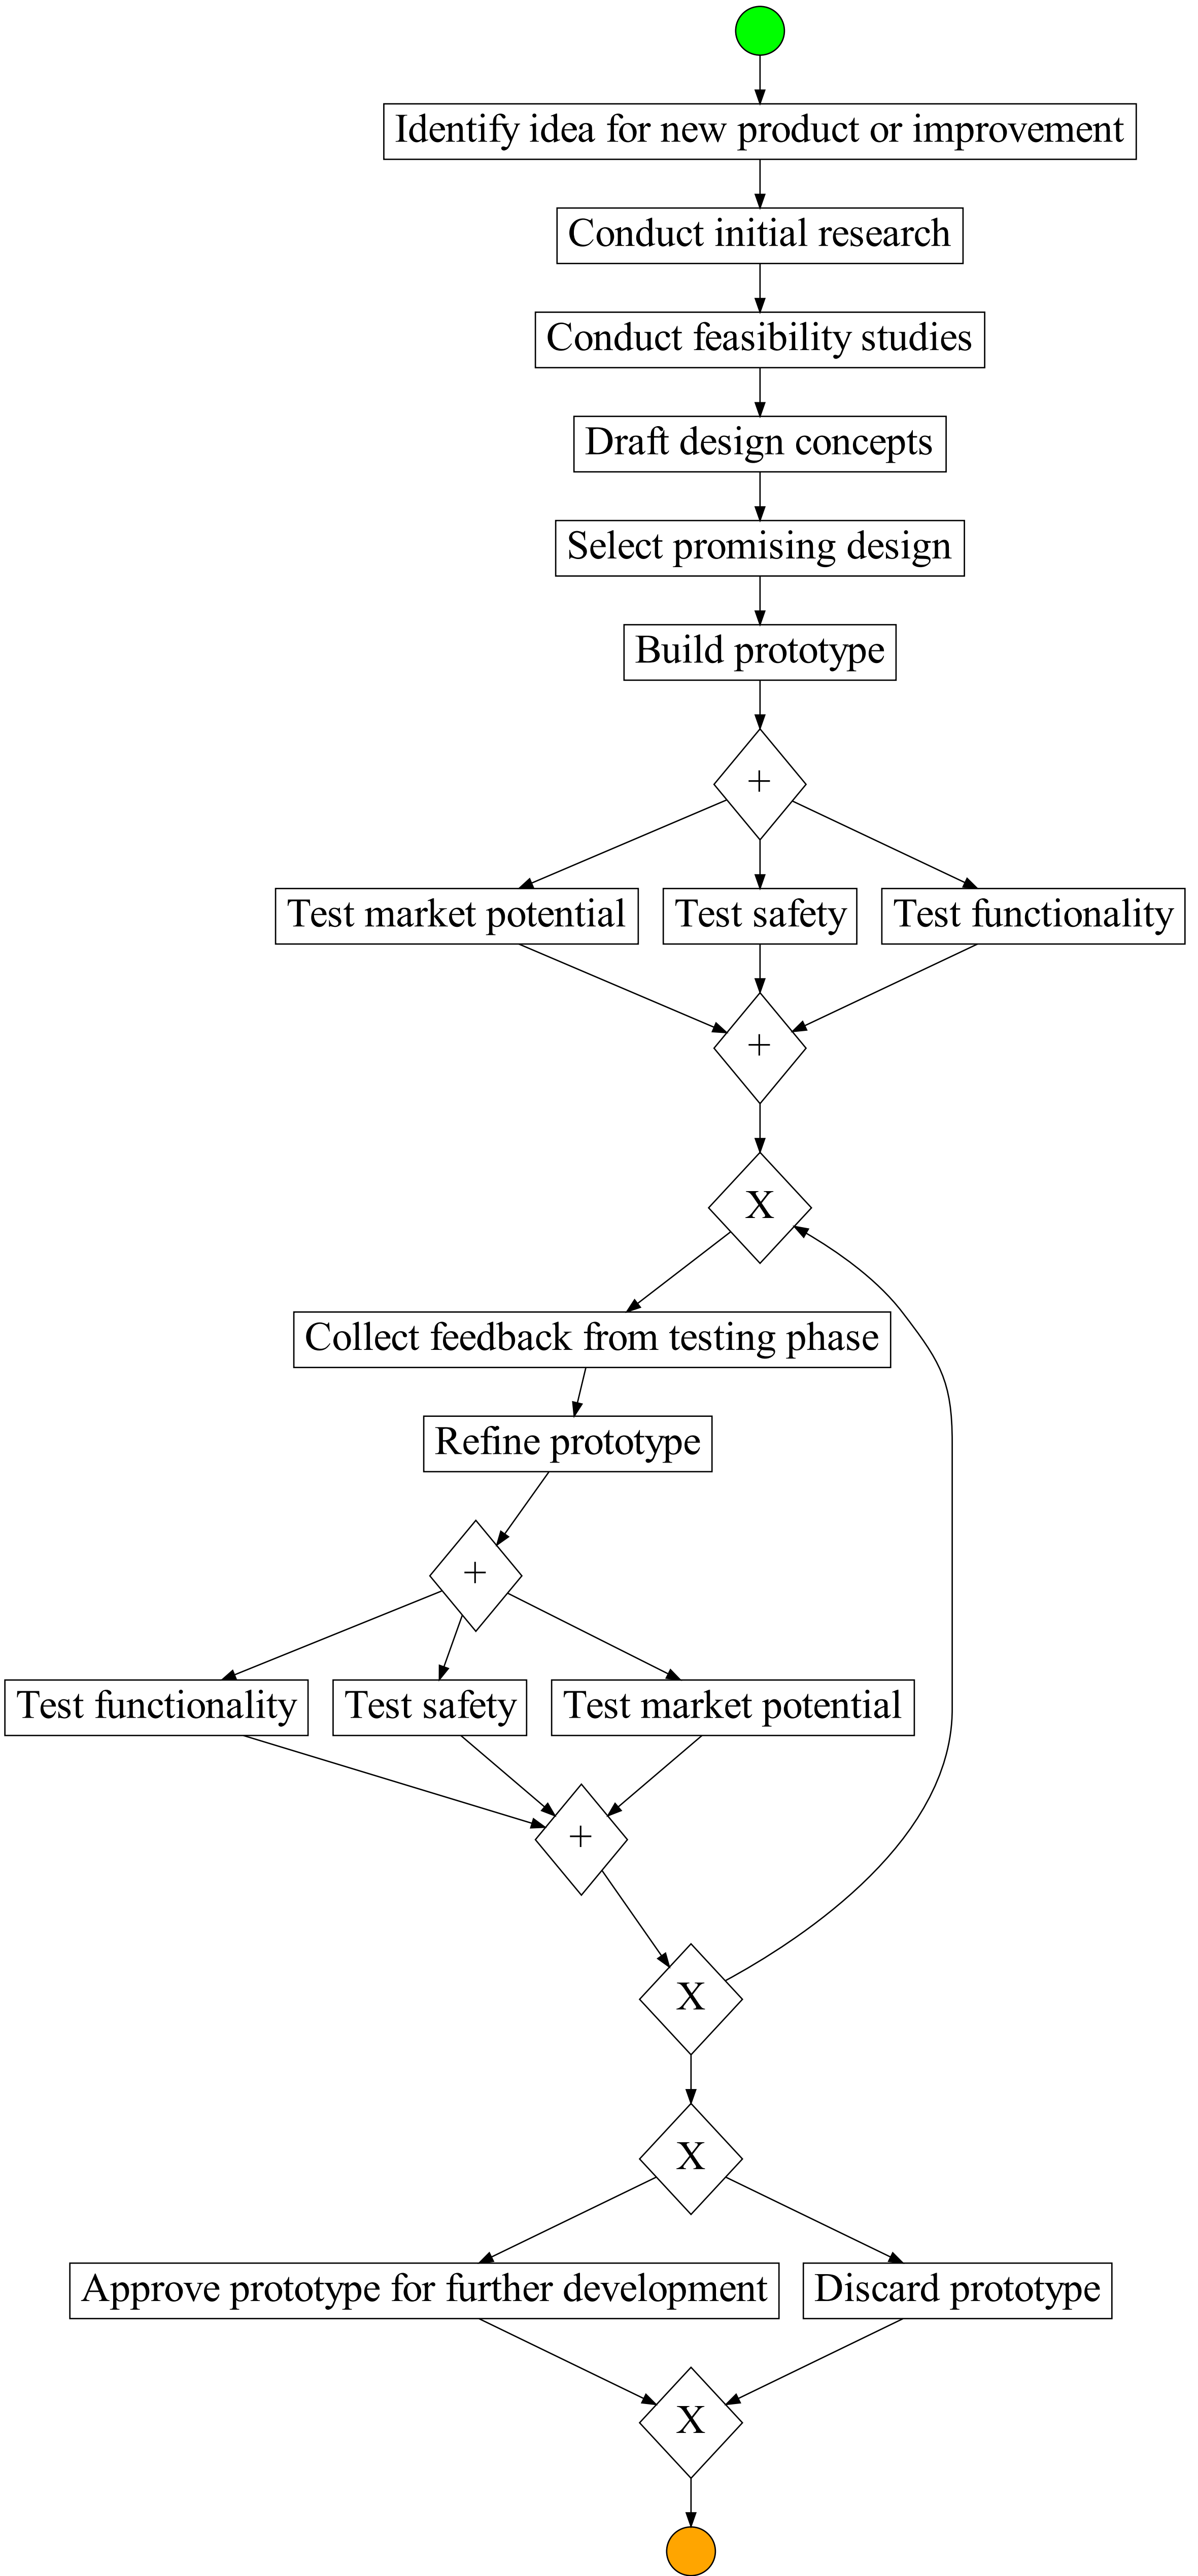 Identify idea for new product or improvement
Conduct initial research
Conduct feasibility studies
Draft design concepts
Select promising design
Build prototype
+
Test market potential
Test safety
Test functionality
+
X
Collect feedback from testing phase
Refine prototype
+
Test functionality
Test safety
Test market potential
+
X
X
Approve prototype for further development
Discard prototype
X